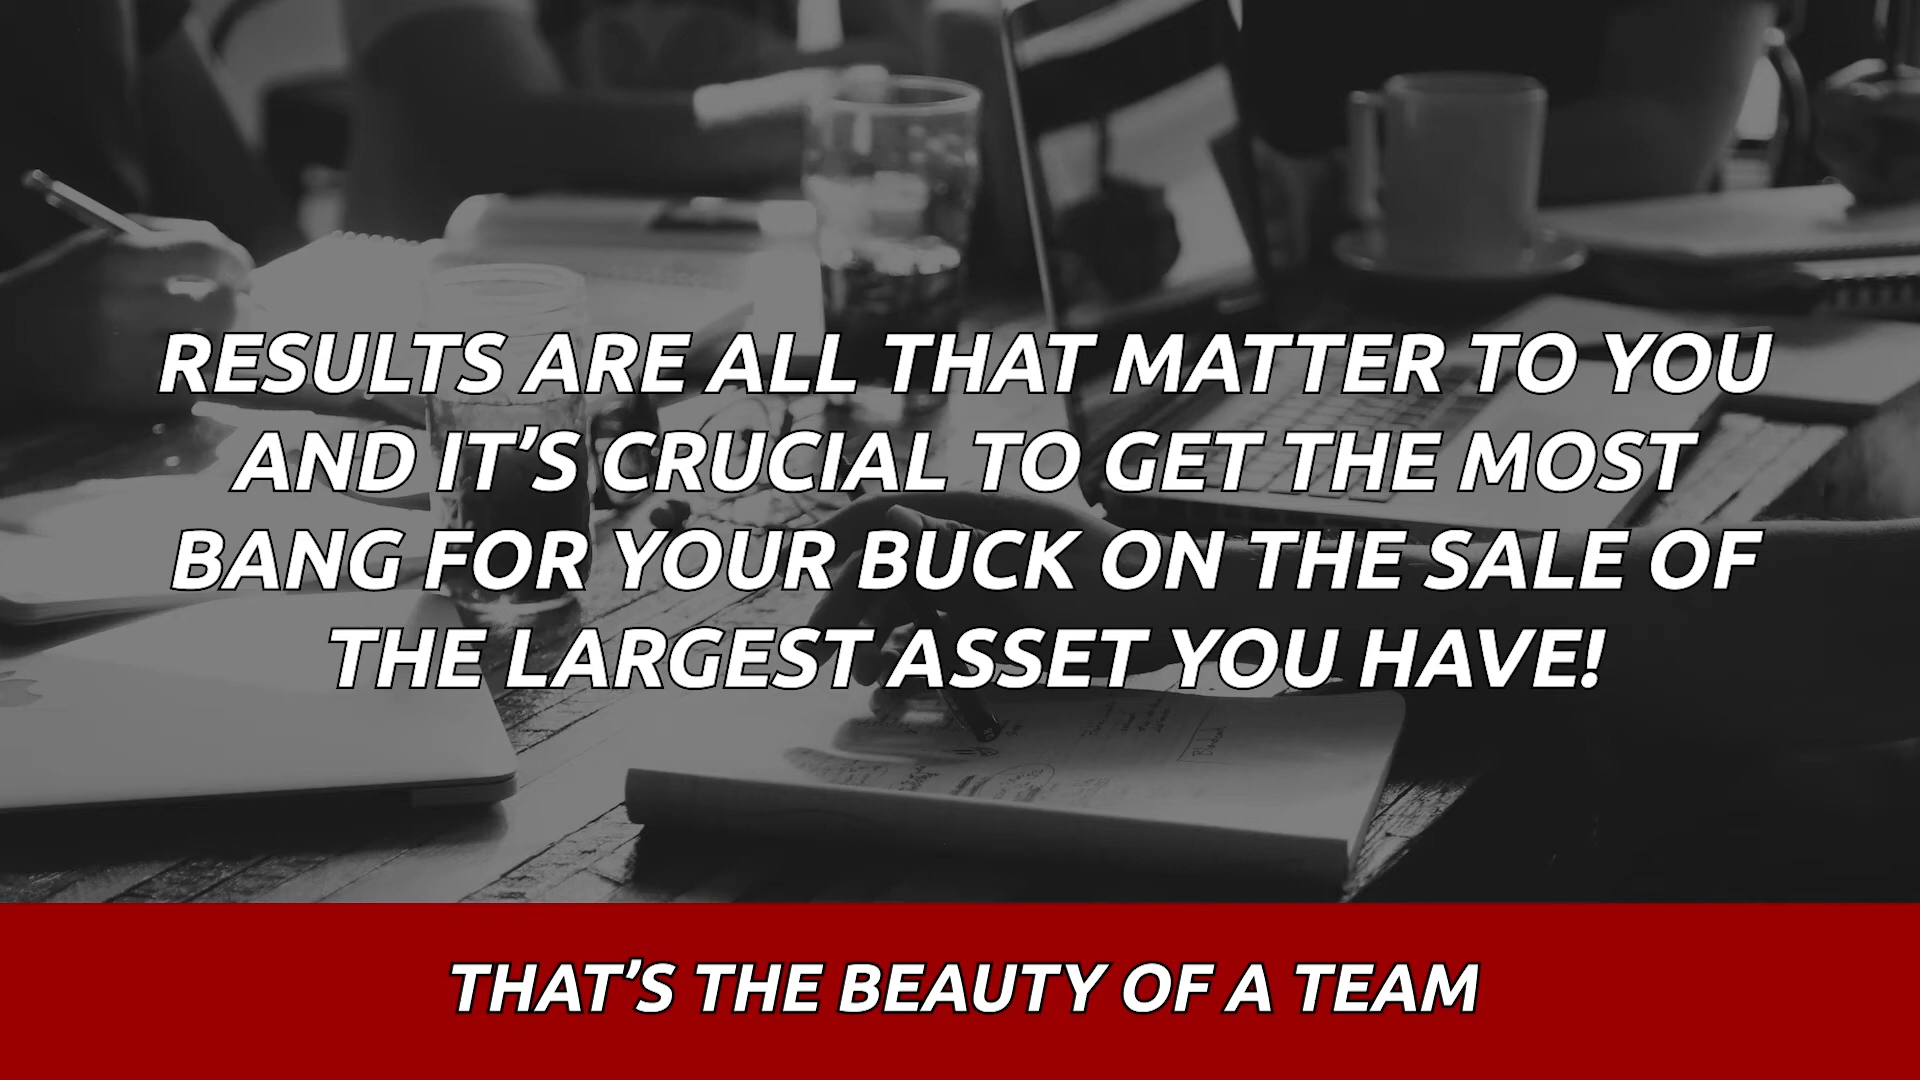 RESULTS ARE ALL THAT MATTER TO YOU
AND IT’S CRUCIAL TO GET THE MOST
BANG FOR YOUR BUCK ON THE SALE OF
THE LARGEST ASSET YOU HAVE!
THAT’S THE BEAUTY OF A TEAM